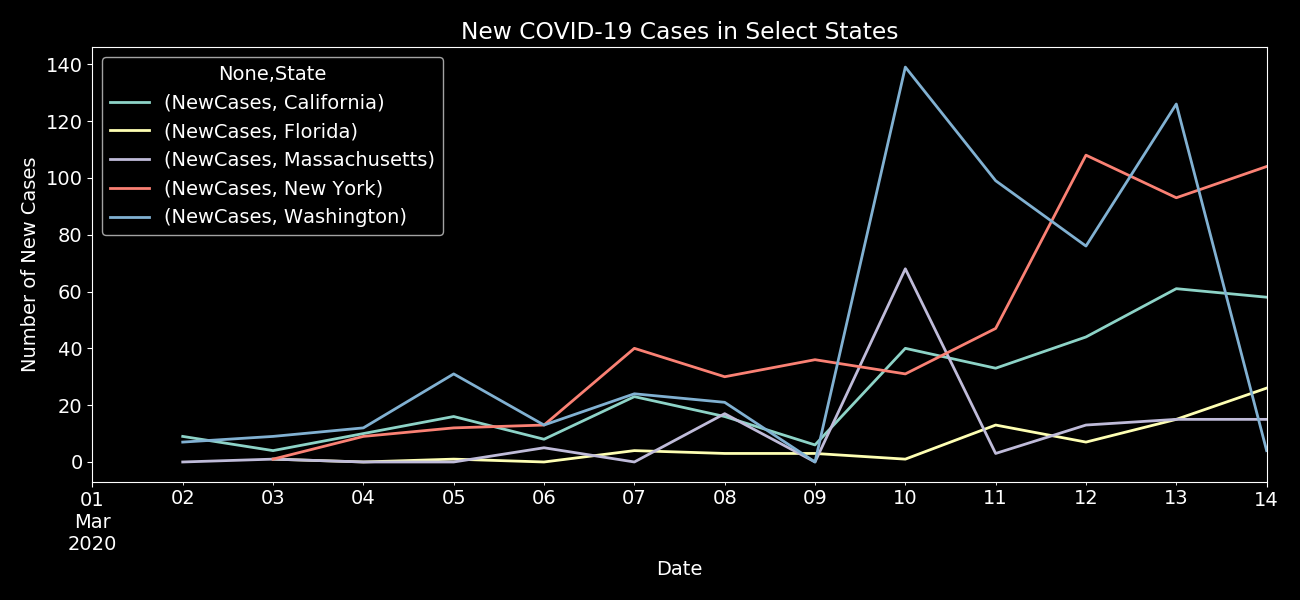 New COVID-19 Cases in Select States
None,State
(NewCases, California)
(NewCases, Florida)
(NewCases, Massachusetts)
(NewCases, New York)
(NewCases, Washington)
Number of New Cases
140
120
100
80
60
40
20
0
01 02 03 04 05 06 07 08 09 10 11 12 13 14
Mar
2020
Date